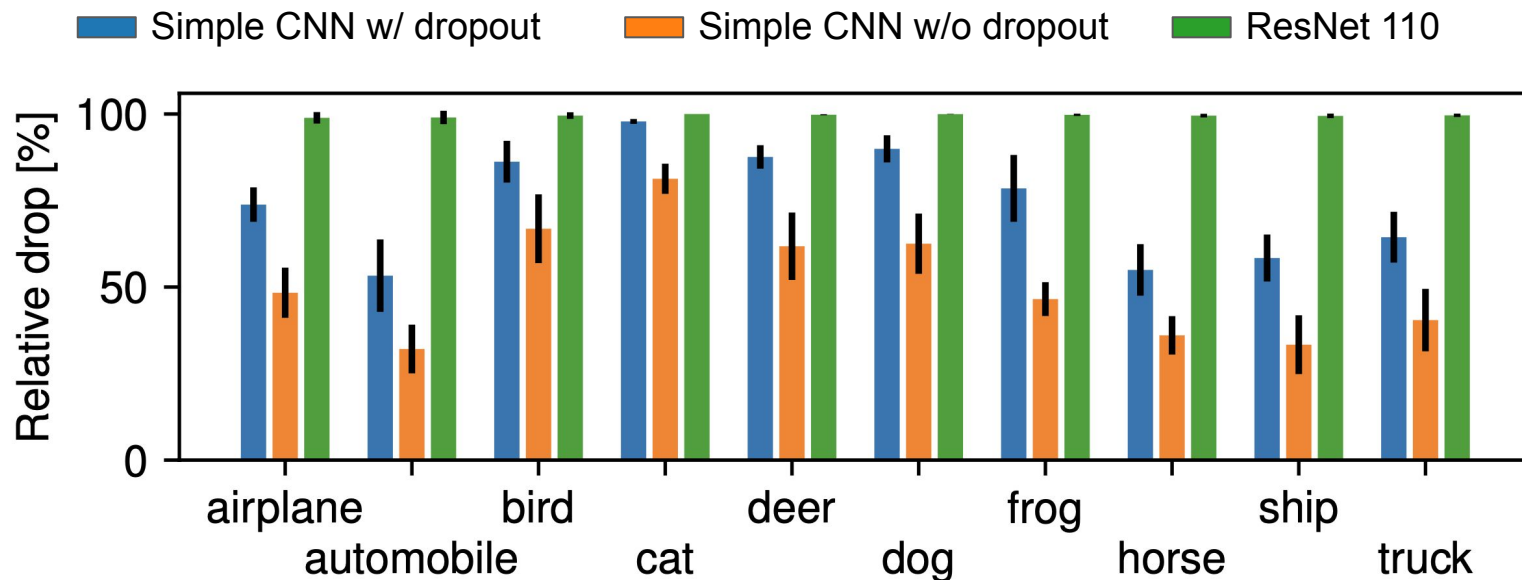 Simple CNN w/ dropout Simple CNN w/o dropout ResNet 110
Relative drop [%]
100
50
0
airplane bird deer frog ship
automobile cat dog horse truck